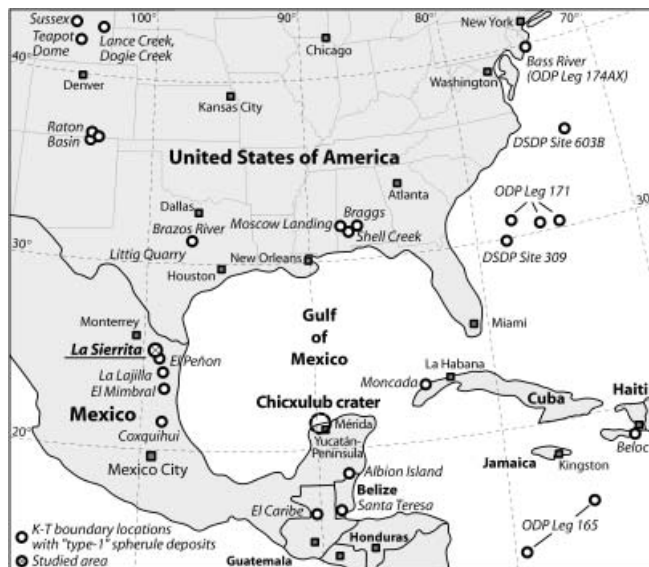 Sussex
100°
90°
80°
New York
70°
Teapot
Dome
Lance Creek,
Dogie Creek
Chicago
40°
Denver
Washington
Bass River
(ODP Leg 174AX)
Kansas City
Raton
Basin
United States of America
DSDP Site 603B
Atlanta
ODP Leg 171
Dallas
Braggs
30°
Brazos River
Moscow Landing
Shell Creek
30°
Littig Quarry
New Orleans
DSDP Site 309
Houston
Gulf
of
Mexico
Monterrey
Miami
La Sierrita
El Peñon
La Habana
La Lajilla
Moncada
El Mimbral
Chicxulub crater
Cuba
Haiti
Mexico
Coxquihui
Mérida
20°
Yucatán-
Peninsula
Beloc
Mexico City
Jamaica
Kingston
Albion Island
Belize
El Caribe
Santa Teresa
ODP Leg 165
K-T boundary locations
with "type-1" spherule deposits
Honduras
Studied area
Guatemala